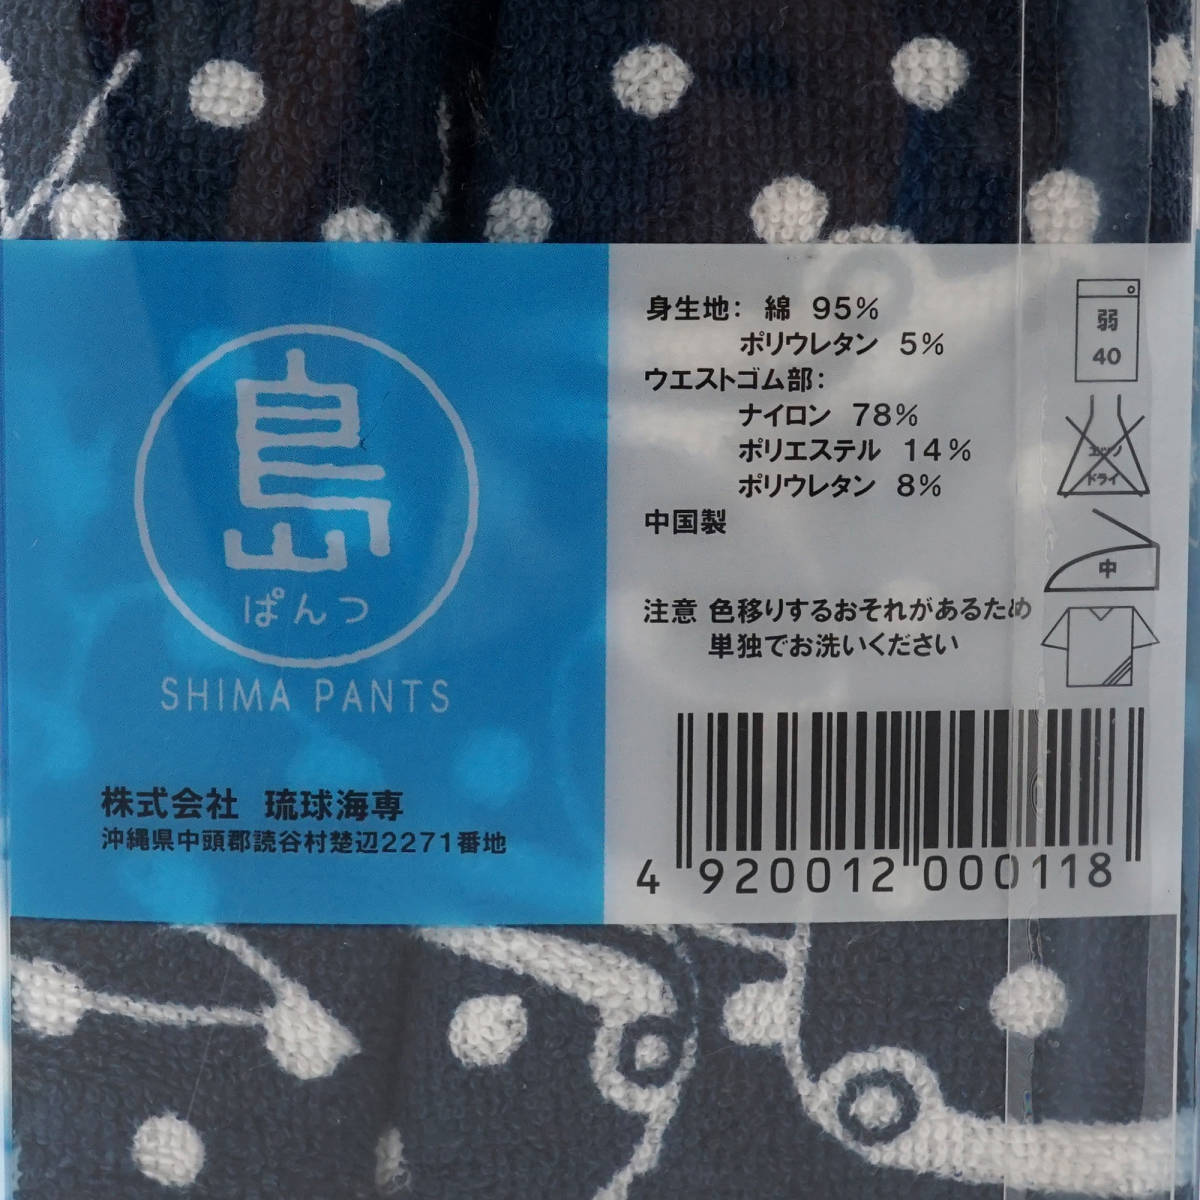 島
ぱんつ
SHIMA PANTS
株式会社 琉球海専
沖縄県中頭郡読谷村楚辺2271番地
身生地： 綿 95%
ポリウレタン 5%
ウエストゴム部：
ナイロン 78%
ポリエステル 14%
ポリウレタン 8%
中国製
注意 色移りするおそれがあるため
単独でお洗いください
弱
40
エンソ
ドライ
中
4 920012 000118